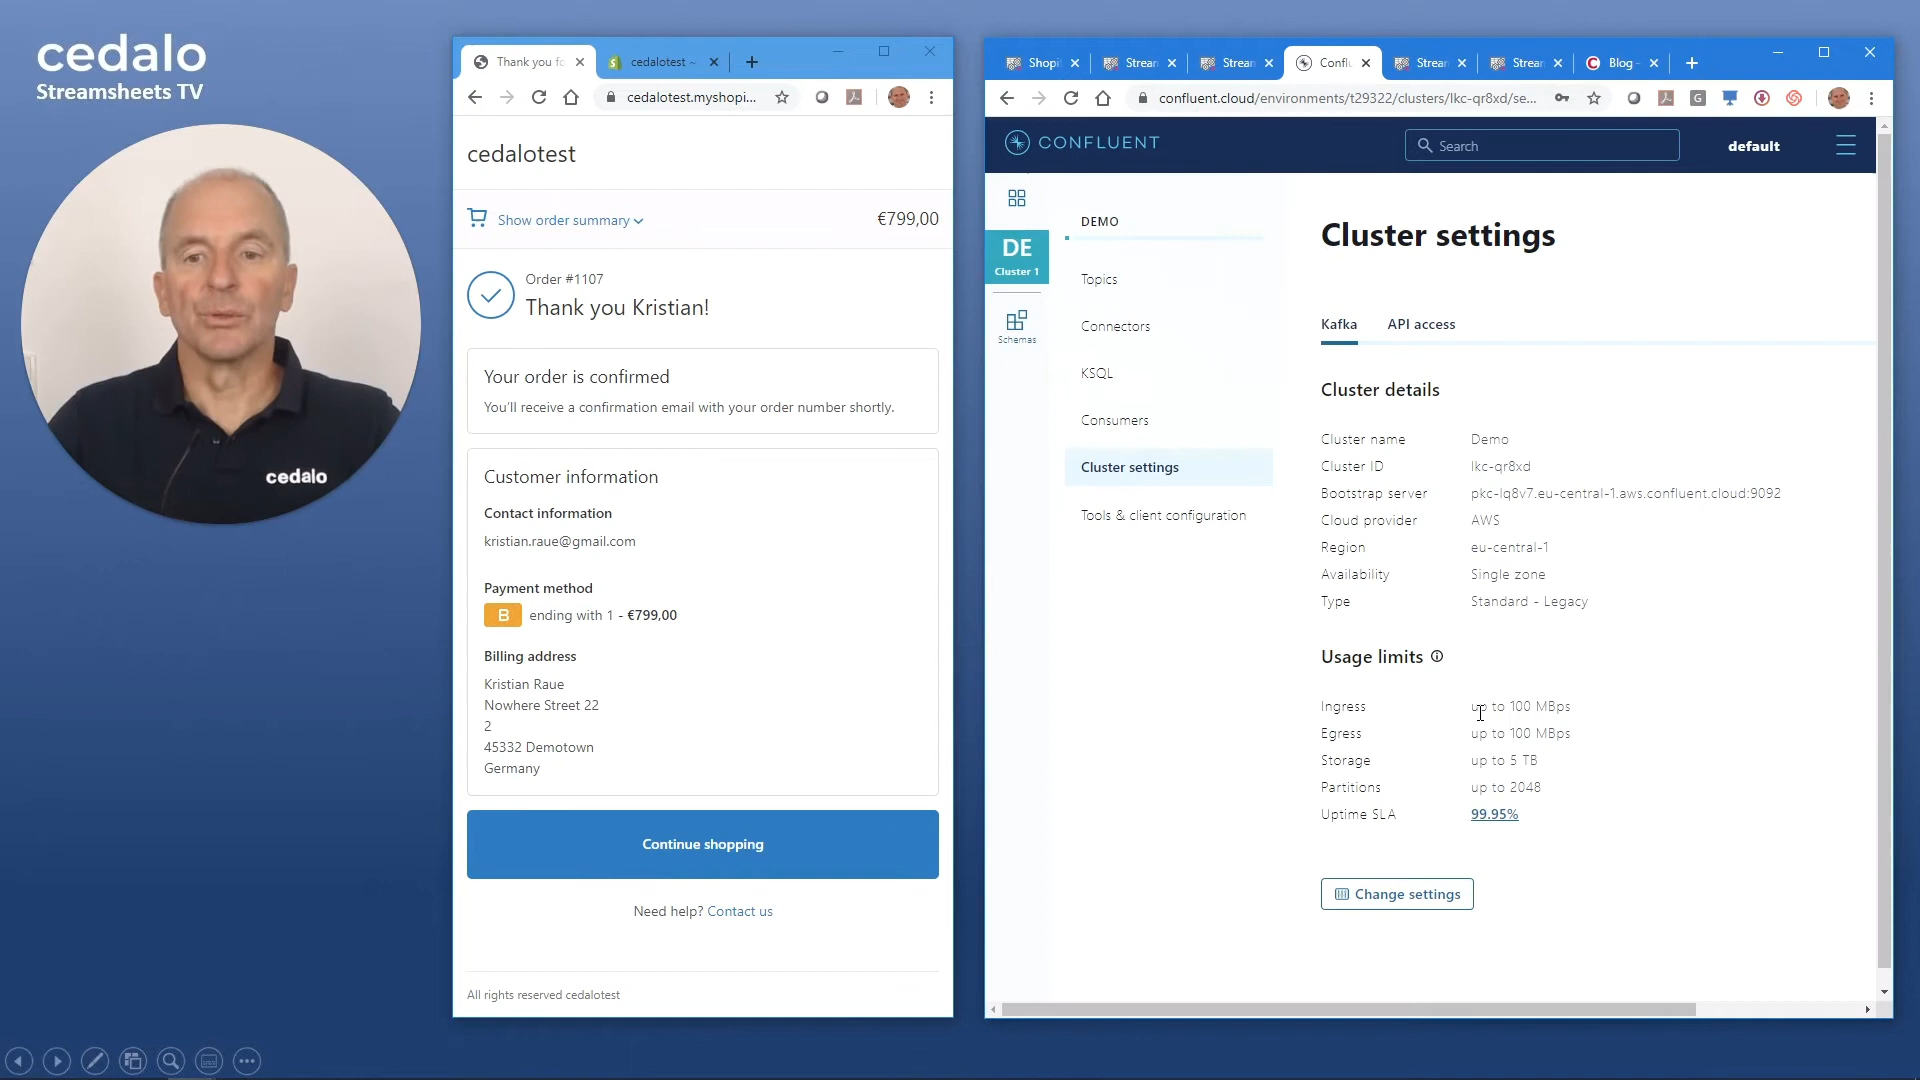 cedalo
Streamsheets TV
cedalo
Thank you fo
cedalotest ~
cedalotest.myshopi...
cedalotest
Show order summary
€799,00
Order #1107
Thank you Kristian!
Your order is confirmed
You'll receive a confirmation email with your order number shortly.
Customer information
Contact information
kristian.raue@gmail.com
Payment method
B ending with 1 - €799,00
Billing address
Kristian Raue
Nowhere Street 22
2
45332 Demotown
Germany
Continue shopping
Need help? Contact us
All rights reserved cedalotest
Shopi
Stream
Stream
Conflu
Stream
Stream
Blog -
confluent.cloud/environments/t29322/clusters/lkc-qr8xd/se...
CONFLUENT
Search
default
DE
Cluster 1
Schemas
DEMO
Topics
Connectors
KSQL
Consumers
Cluster settings
Tools & client configuration
Cluster settings
Kafka
API access
Cluster details
Cluster name Demo
Cluster ID lkc-qr8xd
Bootstrap server pkc-lq8v7.eu-central-1.aws.confluent.cloud:9092
Cloud provider AWS
Region eu-central-1
Availability Single zone
Type Standard - Legacy
Usage limits
Ingress up to 100 MBps
Egress up to 100 MBps
Storage up to 5 TB
Partitions up to 2048
Uptime SLA 99.95%
Change settings